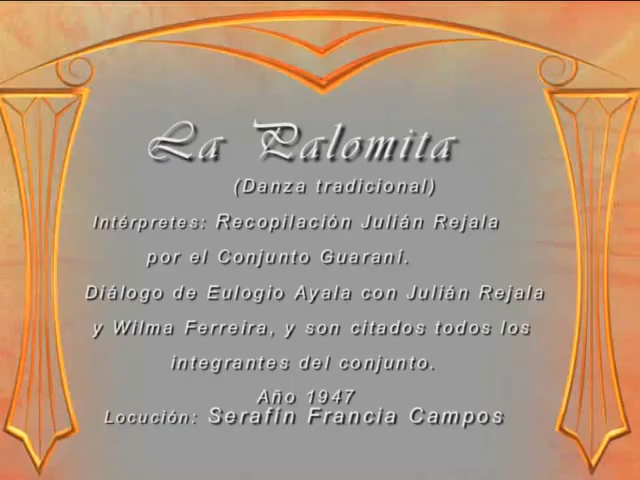 La Palomita
(Danza tradicional)
Intérpretes: Recopilación Julián Rejala
por el Conjunto Guaraní.
Diálogo de Eulogio Ayala con Julián Rejala
y Wilma Ferreira, y son citados todos los
integrantes del conjunto.
Año 1947
Locución: Serafín Francia Campos